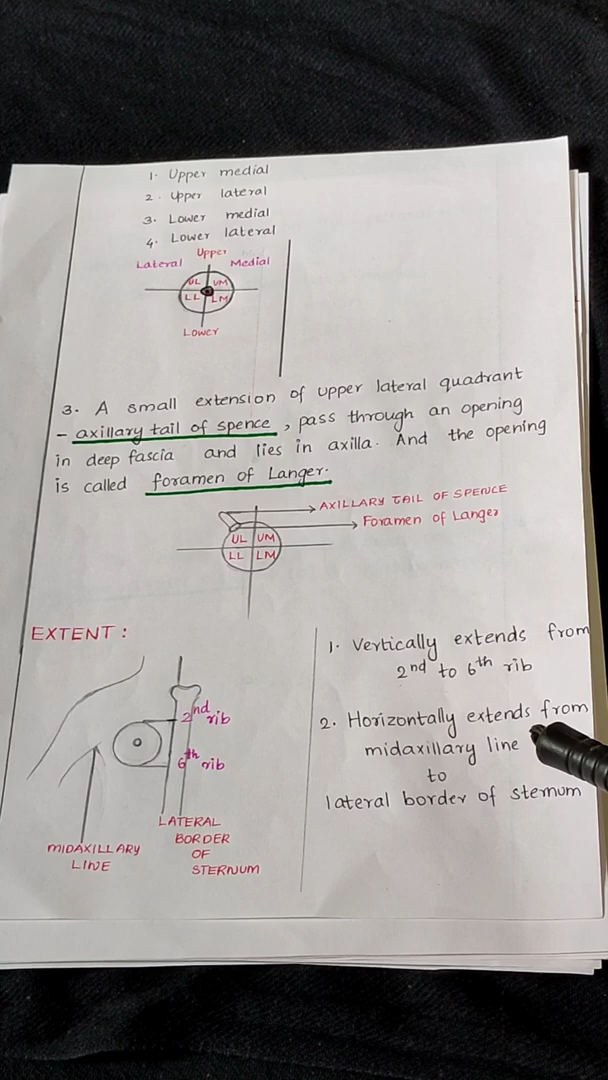 1. Upper medial
2. Upper lateral
3. Lower medial
4. Lower lateral
Upper
Lateral Medial
UL UM
LL LM
Lower
3. A small extension of upper lateral quadrant
- axillary tail of spence, pass through an opening
in deep fascia and lies in axilla. And the opening
is called foramen of Langer.
AXILLARY TAIL OF SPENCE
Foramen of Langer
UL UM
LL LM
EXTENT:
2nd rib
6th rib
LATERAL
BORDER
OF
STERNUM
MIDAXILLARY
LINE
1. Vertically extends from
2nd to 6th rib
2. Horizontally extends from
midaxillary line
to
lateral border of sternum